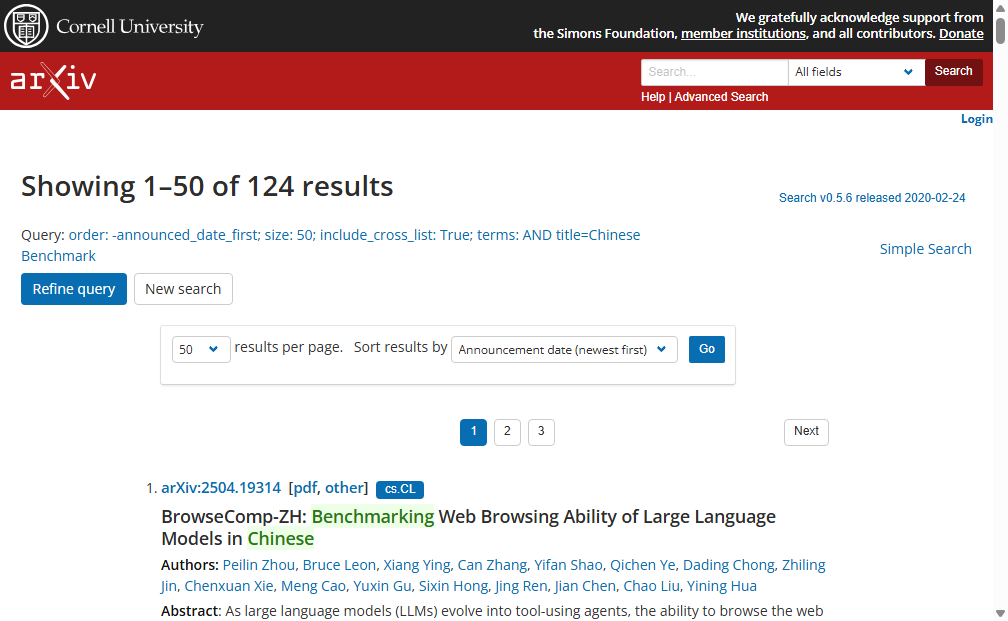 Cornell University
We gratefully acknowledge support from
the Simons Foundation, member institutions, and all contributors. Donate
arXiv
Search...
All fields
Search
Help | Advanced Search
Login
Showing 1–50 of 124 results
Search v0.5.6 released 2020-02-24
Query: order: -announced_date_first; size: 50; include_cross_list: True; terms: AND title=Chinese
Benchmark
Simple Search
Refine query
New search
50 results per page. Sort results by Announcement date (newest first) Go
1 2 3 Next
1. arXiv:2504.19314 [pdf, other] cs.CL
BrowseComp-ZH: Benchmarking Web Browsing Ability of Large Language
Models in Chinese
Authors: Peilin Zhou, Bruce Leon, Xiang Ying, Can Zhang, Yifan Shao, Qichen Ye, Dading Chong, Zhiling
Jin, Chenxuan Xie, Meng Cao, Yuxin Gu, Sixin Hong, Jing Ren, Jian Chen, Chao Liu, Yining Hua
Abstract: As large language models (LLMs) evolve into tool-using agents, the ability to browse the web